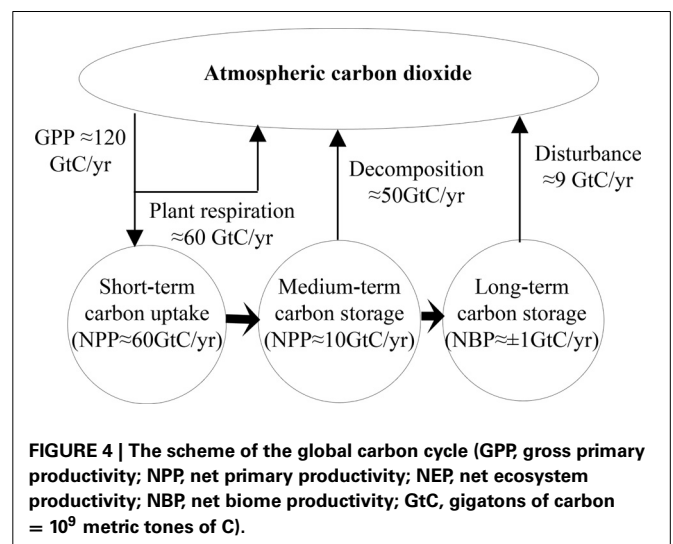 Atmospheric carbon dioxide
GPP ≈120
GtC/yr
Plant respiration
≈60 GtC/yr
Decomposition
≈50GtC/yr
Disturbance
≈9 GtC/yr
Short-term
carbon uptake
(NPP≈60GtC/yr)
Medium-term
carbon storage
(NPP≈10GtC/yr)
Long-term
carbon storage
(NBP≈±1GtC/yr)
FIGURE 4 | The scheme of the global carbon cycle (GPP, gross primary
productivity; NPP, net primary productivity; NEP, net ecosystem
productivity; NBP, net biome productivity; GtC, gigatons of carbon
= 10⁹ metric tones of C).